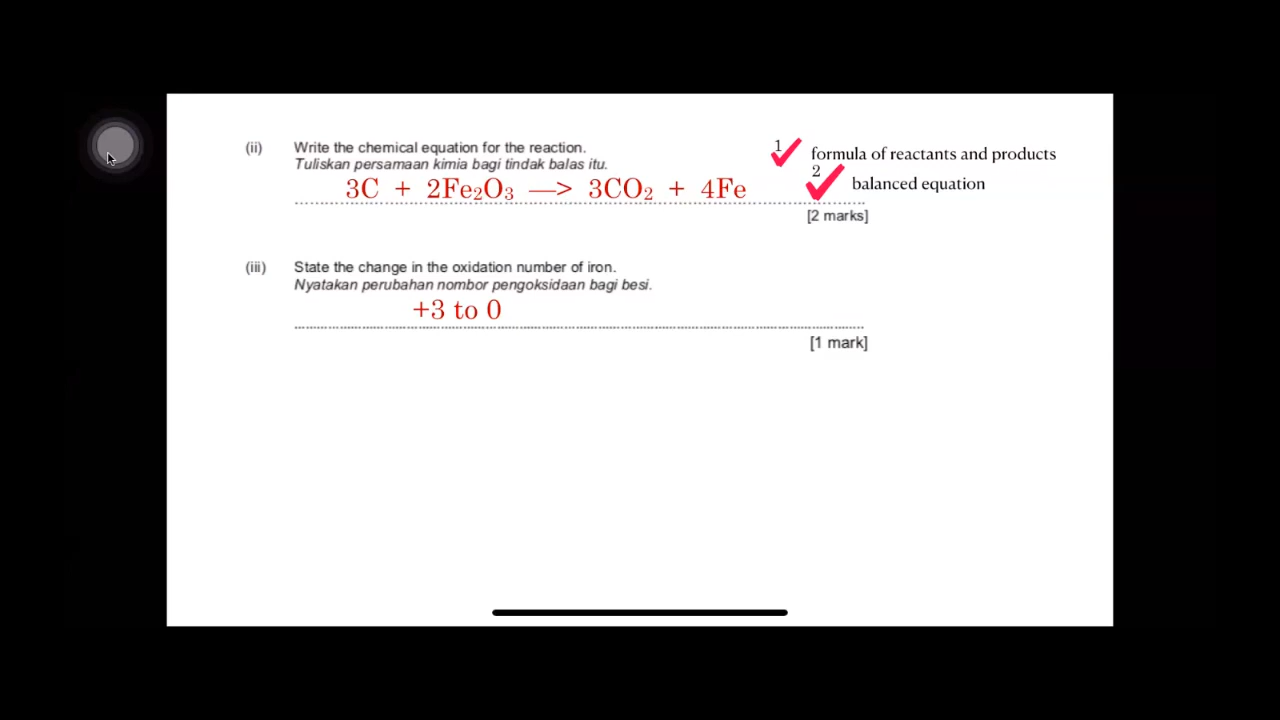 (ii) Write the chemical equation for the reaction.
Tuliskan persamaan kimia bagi tindak balas itu.
1 formula of reactants and products
3C + 2Fe₂O₃ —> 3CO₂ + 4Fe
2 balanced equation
[2 marks]
(iii) State the change in the oxidation number of iron.
Nyatakan perubahan nombor pengoksidaan bagi besi.
+3 to 0
[1 mark]